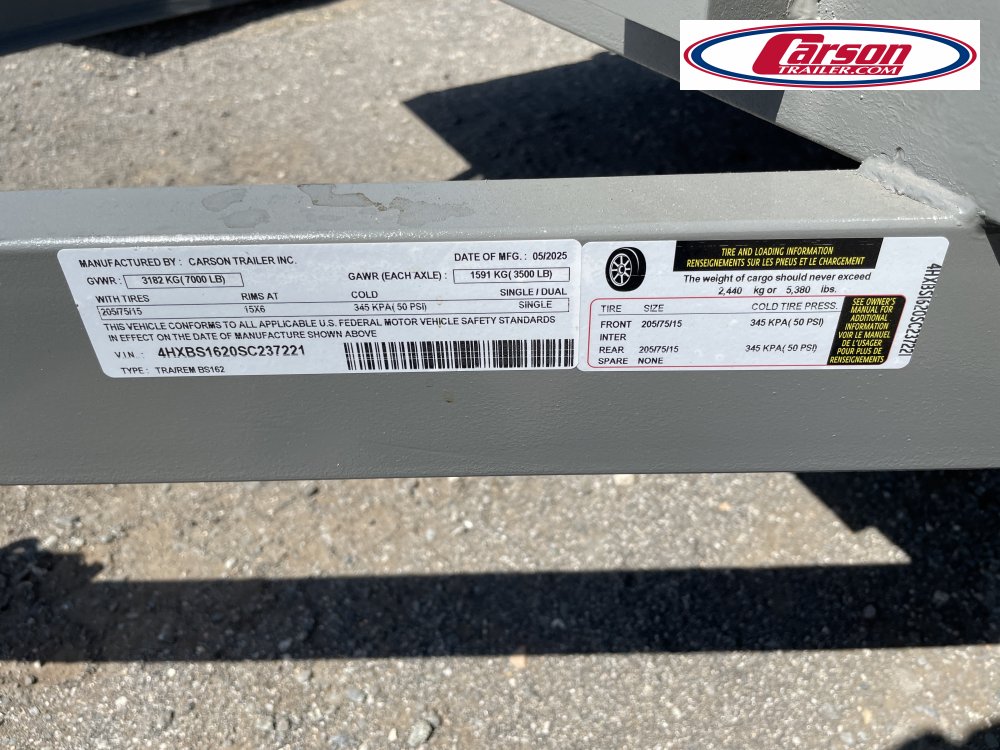 Carson
TRAILER.COM
MANUFACTURED BY : CARSON TRAILER INC. DATE OF MFG. : 05/2025
GVWR : 3182 KG( 7000 LB) GAWR (EACH AXLE) : 1591 KG( 3500 LB)
WITH TIRES RIMS AT COLD SINGLE / DUAL
205/75/15 15X6 345 KPA( 50 PSI) SINGLE
THIS VEHICLE CONFORMS TO ALL APPLICABLE U.S. FEDERAL MOTOR VEHICLE SAFETY STANDARDS
IN EFFECT ON THE DATE OF MANUFACTURE SHOWN ABOVE
V I N . : 4HXBS1620SC237221
TYPE : TRA/REM BS162
TIRE AND LOADING INFORMATION
RENSEIGNEMENTS SUR LES PNEUS ET LE CHARGEMENT
The weight of cargo should never exceed
2,440 kg or 5,380 lbs.
TIRE SIZE COLD TIRE PRESS.
FRONT 205/75/15 345 KPA( 50 PSI)
INTER
REAR 205/75/15 345 KPA( 50 PSI)
SPARE NONE
SEE OWNER'S
MANUAL FOR
ADDITIONAL
INFORMATION
VOIR LE MANUEL
DE L'USAGER
POUR PLUS DE
RENSEIGNEMENTS
4HXBS1620SC237221